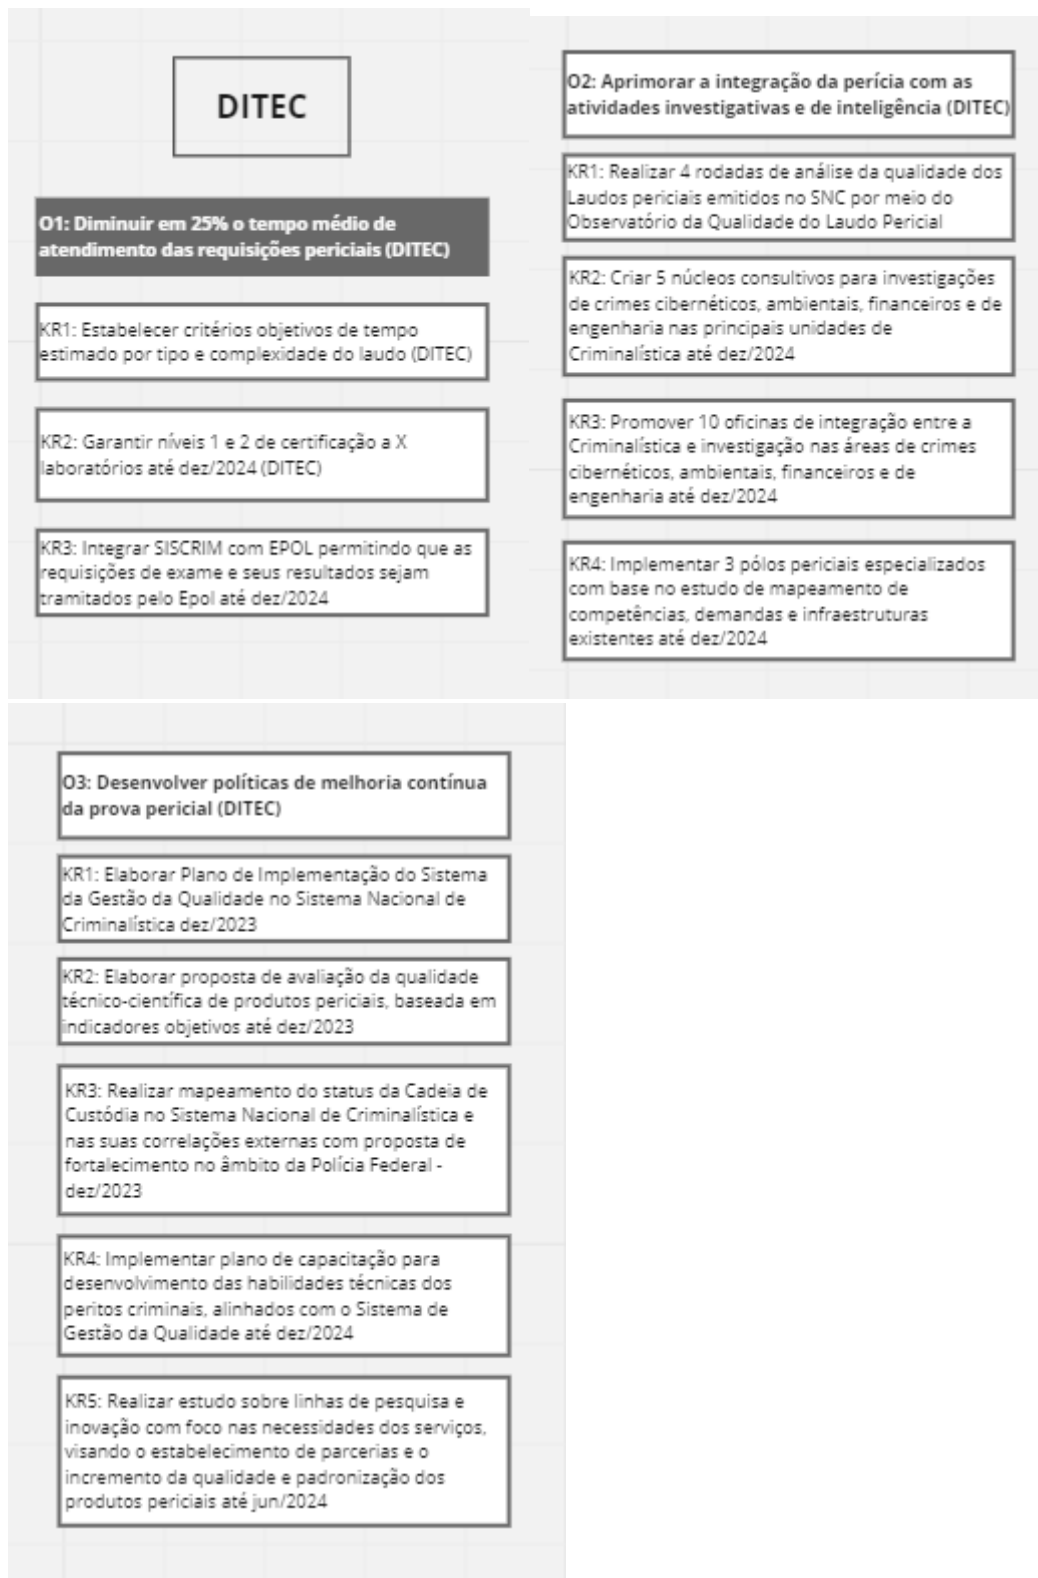 DITEC
O1: Diminuir em 25% o tempo médio de
atendimento das requisições periciais (DITEC)
KR1: Estabelecer critérios objetivos de tempo
estimado por tipo e complexidade do laudo (DITEC)
KR2: Garantir níveis 1 e 2 de certificação a X
laboratórios até dez/2024 (DITEC)
KR3: Integrar SISCRIM com EPOL permitindo que as
requisições de exame e seus resultados sejam
tramitados pelo Epol até dez/2024
O2: Aprimorar a integração da perícia com as
atividades investigativas e de inteligência (DITEC)
KR1: Realizar 4 rodadas de análise da qualidade dos
Laudos periciais emitidos no SNC por meio do
Observatório da Qualidade do Laudo Pericial
KR2: Criar 5 núcleos consultivos para investigações
de crimes cibernéticos, ambientais, financeiros e de
engenharia nas principais unidades de
Criminalística até dez/2024
KR3: Promover 10 oficinas de integração entre a
Criminalística e investigação nas áreas de crimes
cibernéticos, ambientais, financeiros e de
engenharia até dez/2024
KR4: Implementar 3 pólos periciais especializados
com base no estudo de mapeamento de
competências, demandas e infraestruturas
existentes até dez/2024
O3: Desenvolver políticas de melhoria contínua
da prova pericial (DITEC)
KR1: Elaborar Plano de Implementação do Sistema
da Gestão da Qualidade no Sistema Nacional de
Criminalística dez/2023
KR2: Elaborar proposta de avaliação da qualidade
técnico-científica de produtos periciais, baseada em
indicadores objetivos até dez/2023
KR3: Realizar mapeamento do status da Cadeia de
Custódia no Sistema Nacional de Criminalística e
nas suas correlações externas com proposta de
fortalecimento no âmbito da Polícia Federal -
dez/2023
KR4: Implementar plano de capacitação para
desenvolvimento das habilidades técnicas dos
peritos criminais, alinhados com o Sistema de
Gestão da Qualidade até dez/2024
KR5: Realizar estudo sobre linhas de pesquisa e
inovação com foco nas necessidades dos serviços,
visando o estabelecimento de parcerias e o
incremento da qualidade e padronização dos
produtos periciais até jun/2024